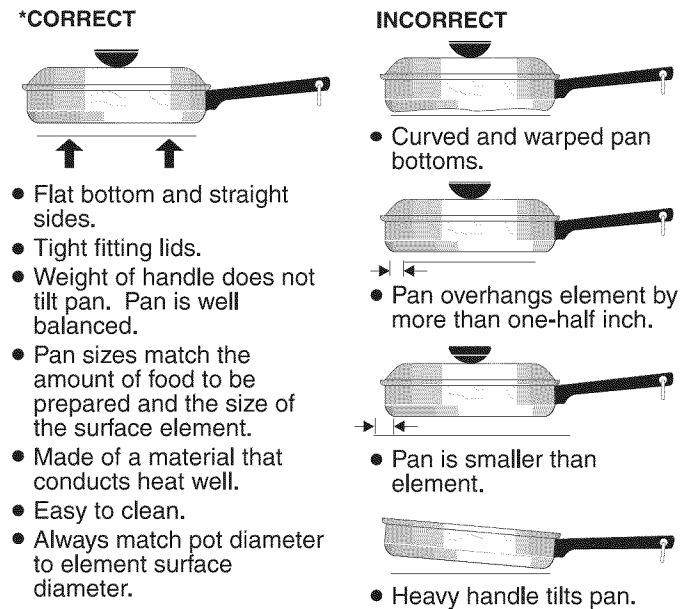 *CORRECT
● Flat bottom and straight
sides.
● Tight fitting lids.
● Weight of handle does not
tilt pan. Pan is well
balanced.
● Pan sizes match the
amount of food to be
prepared and the size of
the surface element.
● Made of a material that
conducts heat well.
● Easy to clean.
● Always match pot diameter
to element surface
diameter.
INCORRECT
● Curved and warped pan
bottoms.
● Pan overhangs element by
more than one-half inch.
● Pan is smaller than
element.
● Heavy handle tilts pan.